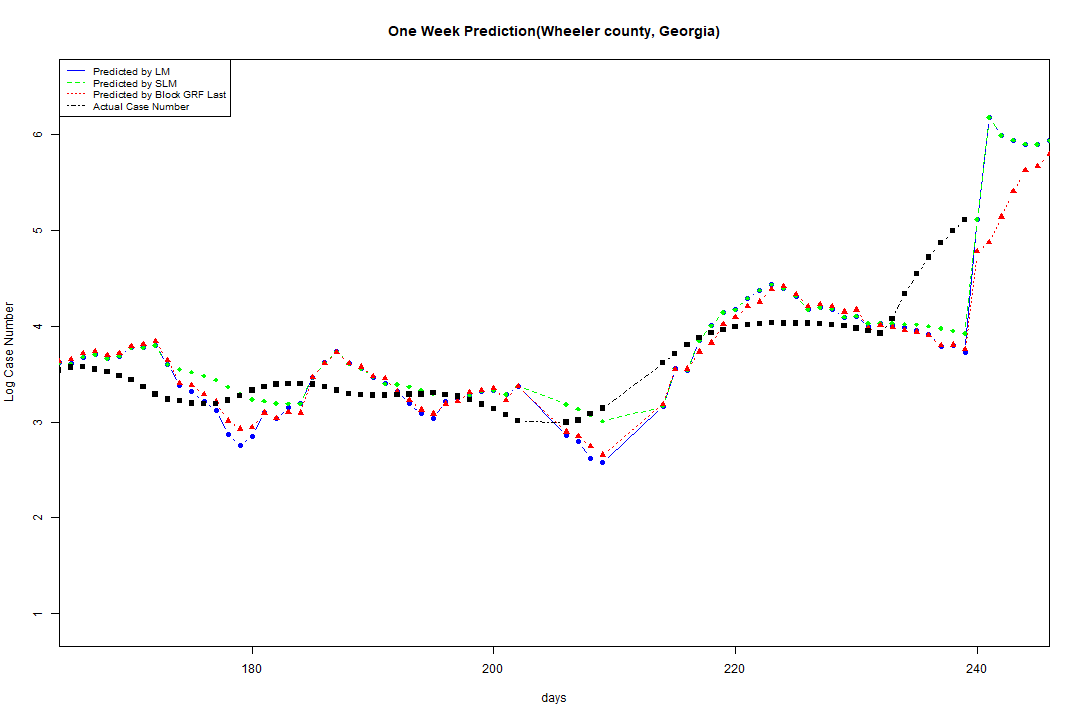 One Week Prediction(Wheeler county, Georgia)
Predicted by LM
Predicted by SLM
Predicted by Block GRF Last
Actual Case Number
6
5
4
3
2
1
Log Case Number
180 200 220 240
days